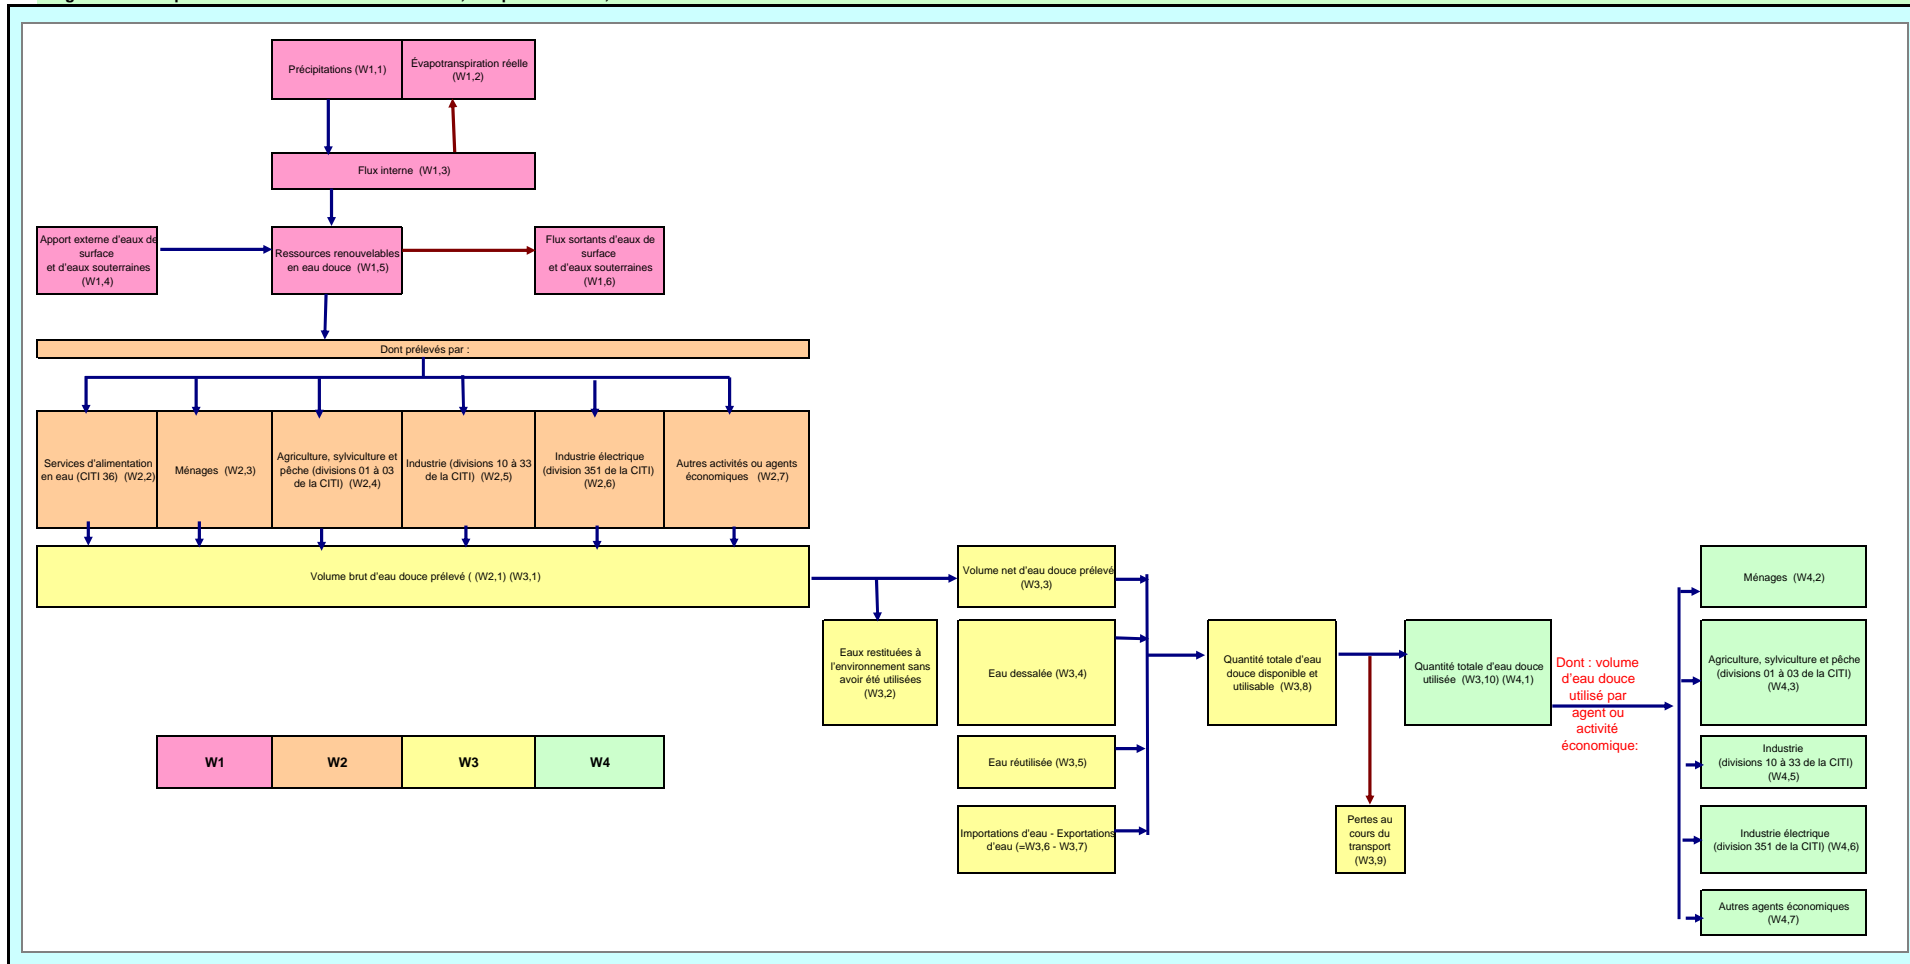 Précipitations (W1,1)
Évapotranspiration réelle
(W1,2)
Flux interne (W1,3)
Apport externe d'eaux de
surface
et d'eaux souterraines
(W1,4)
Ressources renouvelables
en eau douce (W1,5)
Flux sortants d'eaux de
surface
et d'eaux souterraines
(W1,6)
Dont prélevés par :
Services d'alimentation
en eau (CITI 36) (W2,2)
Ménages (W2,3)
Agriculture, sylviculture et
pêche (divisions 01 à 03
de la CITI) (W2,4)
Industrie (divisions 10 à 33
de la CITI) (W2,5)
Industrie électrique
(division 351 de la CITI)
(W2,6)
Autres activités ou agents
économiques (W2,7)
Volume brut d'eau douce prélevé ( (W2,1) (W3,1)
Volume net d'eau douce prélevé
(W3,3)
Ménages (W4,2)
Eaux restituées à
l'environnement sans
avoir été utilisées
(W3,2)
Eau dessalée (W3,4)
Quantité totale d'eau
douce disponible et
utilisable (W3,8)
Quantité totale d'eau douce
utilisée (W3,10) (W4,1)
Dont : volume
d'eau douce
utilisé par
agent ou
activité
économique:
Agriculture, sylviculture et pêche
(divisions 01 à 03 de la CITI)
(W4,3)
W1
W2
W3
W4
Eau réutilisée (W3,5)
Industrie
(divisions 10 à 33 de la CITI)
(W4,5)
Importations d'eau - Exportations
d'eau (=W3,6 - W3,7)
Pertes au
cours du
transport
(W3,9)
Industrie électrique
(division 351 de la CITI) (W4,6)
Autres agents économiques
(W4,7)